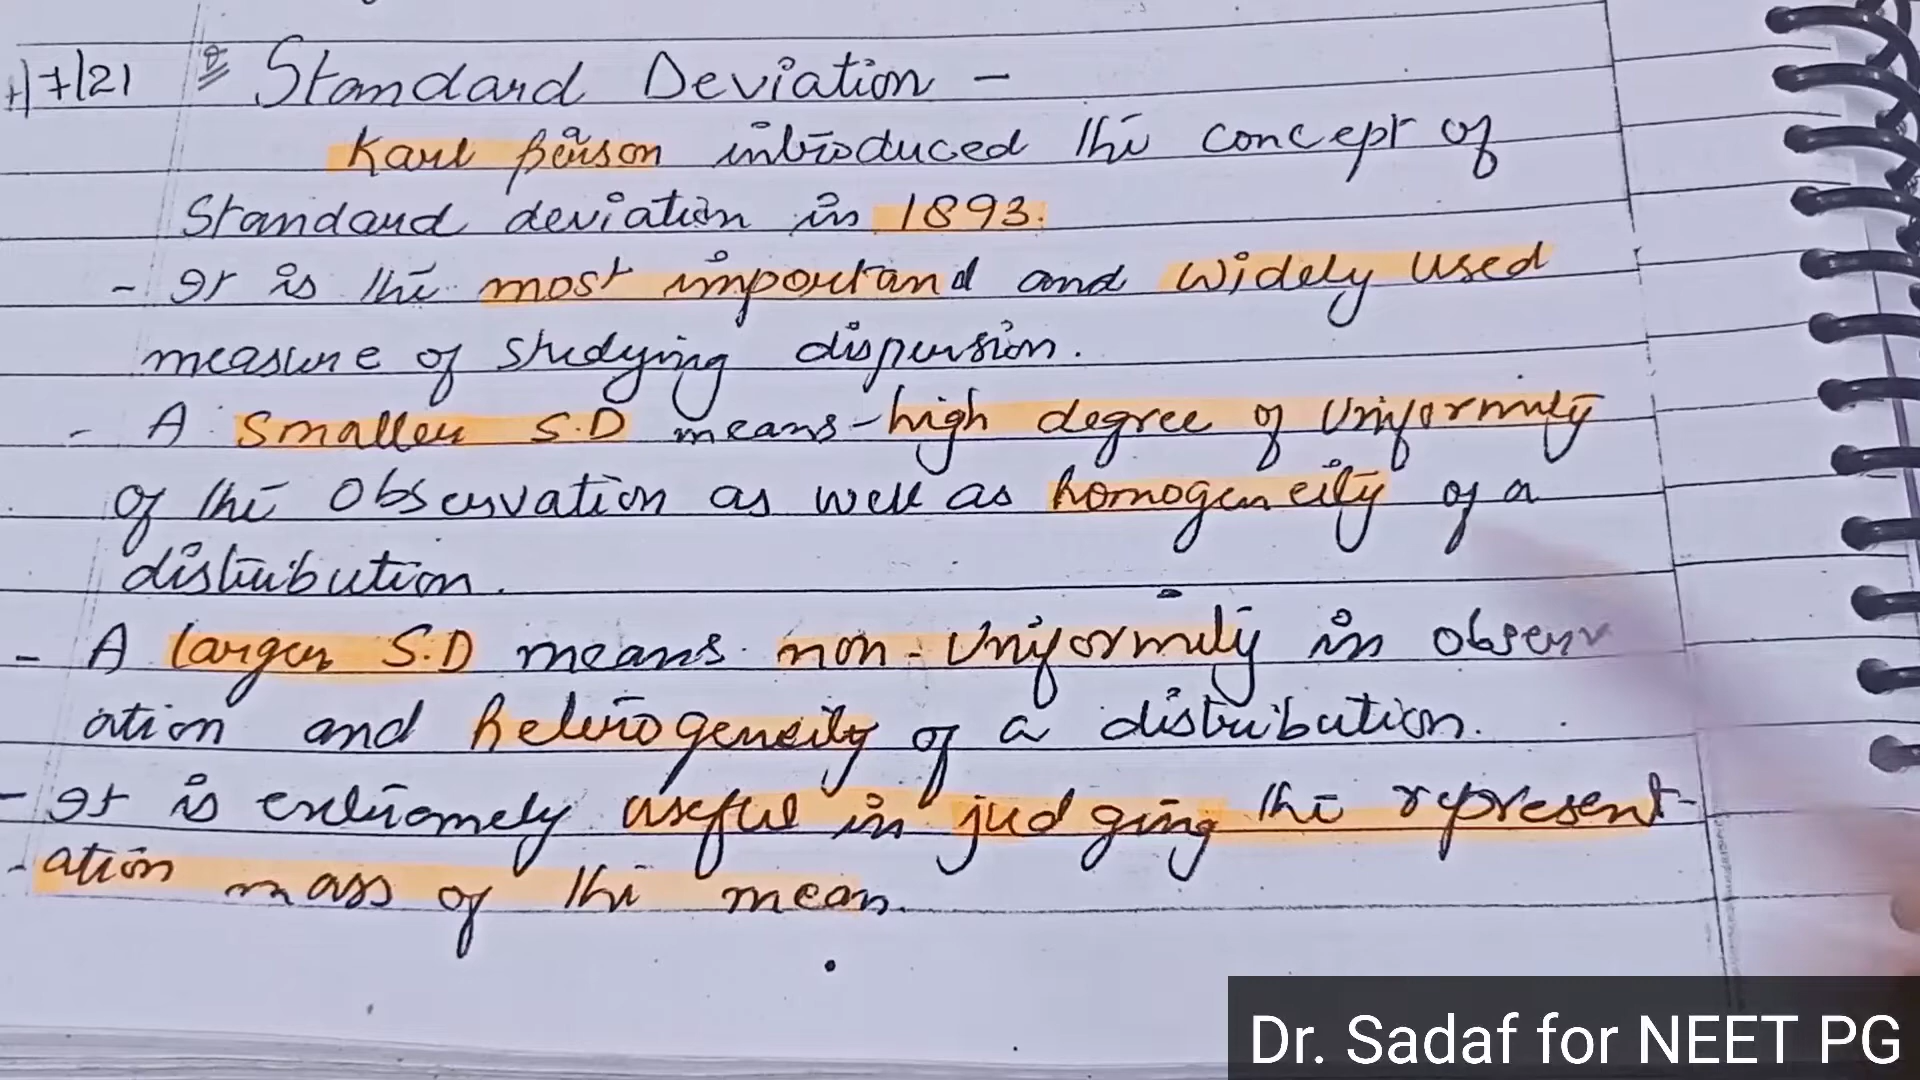 7/21 Standard Deviation -
Karl pearson introduced the concept of
Standard deviation in 1893.
- It is the most importand and widely used
measure of studying dispersion.
- A Smaller S.D means - high degree of Uniformity
of the Observation as well as homogeneity of a
distribution.
- A larger S.D means non-Uniformity in observ
ation and heterogeneity of a distribution.
- It is extremely useful in judging the represent-
-ation mass of the mean.
Dr. Sadaf for NEET PG